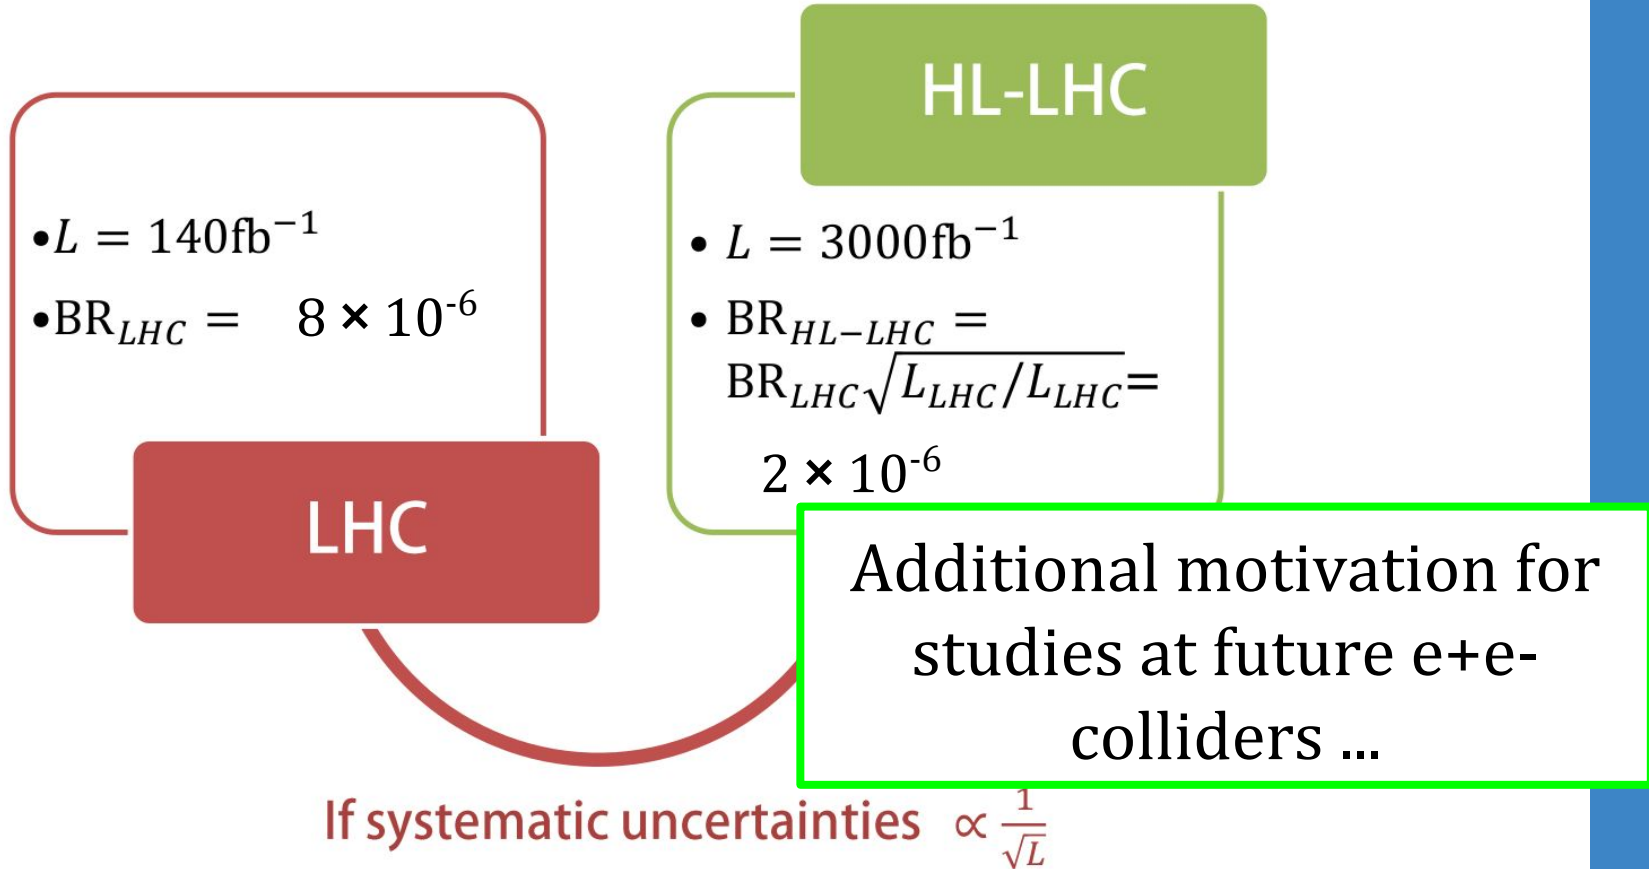 •L = 140fb⁻¹
•BR_LHC = 8 × 10⁻⁶
LHC
HL-LHC
• L = 3000fb⁻¹
• BR_HL−LHC =
BR_LHC√L_LHC/L_LHC=
2 × 10⁻⁶
Additional motivation for
studies at future e+e-
colliders ...
If systematic uncertainties ∝ 1/√L